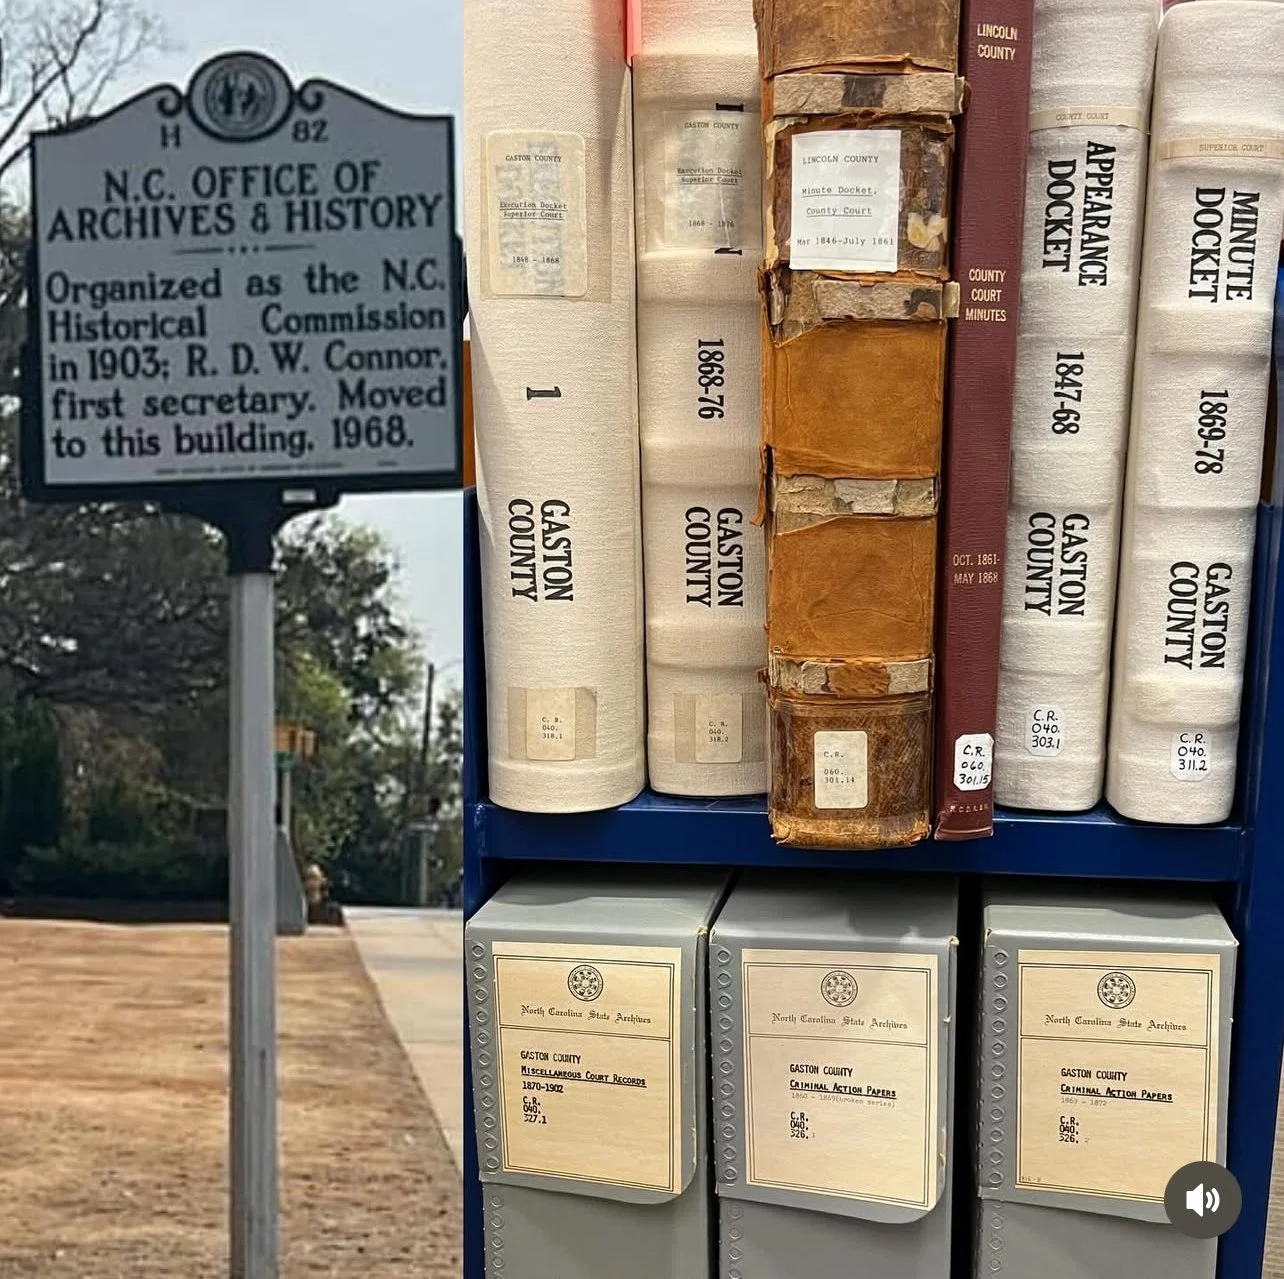 H 82
N.C. OFFICE OF
ARCHIVES & HISTORY
Organized as the N.C.
Historical Commission
in 1903; R. D. W. Connor,
first secretary. Moved
to this building, 1968.
GASTON COUNTY
Execution Docket
Superior Court
1848 - 1868
1
GASTON
COUNTY
C. R.
040.
318.1
GASTON COUNTY
Execution Docket
Superior Court
1868 - 1876
1868-76
GASTON
COUNTY
C. R.
040.
318.2
LINCOLN COUNTY
Minute Docket,
County Court
Mar 1846-July 1861
C.R.
060.
301.14
LINCOLN
COUNTY
COUNTY
COURT
MINUTES
OCT. 1861-
MAY 1868
C.R.
060.
301.15
COUNTY COURT
APPEARANCE
DOCKET
1847-68
GASTON
COUNTY
C.R.
040.
303.1
SUPERIOR COURT
MINUTE
DOCKET
1869-78
GASTON
COUNTY
C.R.
040.
311.2
North Carolina State Archives
GASTON COUNTY
MISCELLANEOUS COURT RECORDS
1870-1902
C.R.
040.
327.1
North Carolina State Archives
GASTON COUNTY
CRIMINAL ACTION PAPERS
1860 - 1869(broken series)
C.R.
040.
326.1
North Carolina State Archives
GASTON COUNTY
CRIMINAL ACTION PAPERS
1869 - 1872
C.R.
040.
326.2